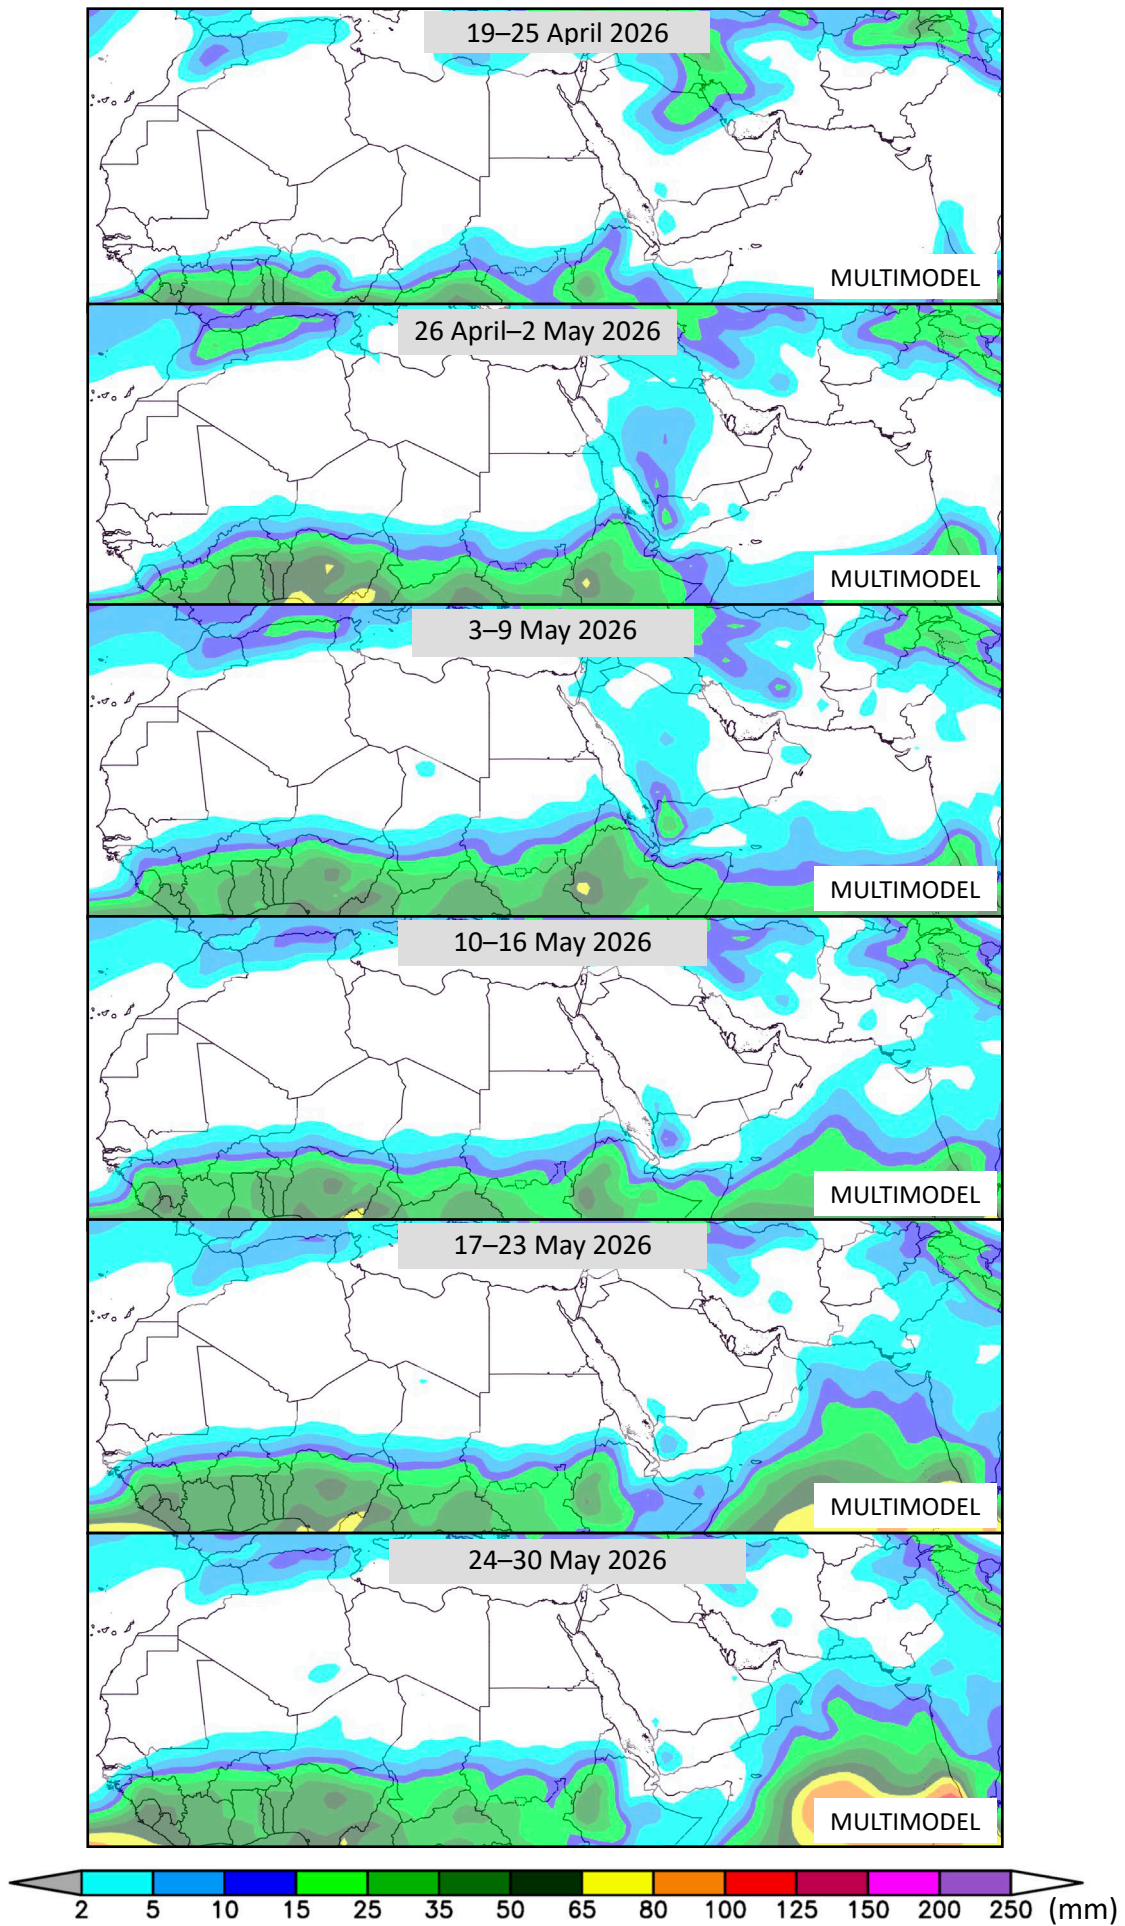 19–25 April 2026
MULTIMODEL
26 April–2 May 2026
MULTIMODEL
3–9 May 2026
MULTIMODEL
10–16 May 2026
MULTIMODEL
17–23 May 2026
MULTIMODEL
24–30 May 2026
MULTIMODEL
2 5 10 15 25 35 50 65 80 100 125 150 200 250 (mm)